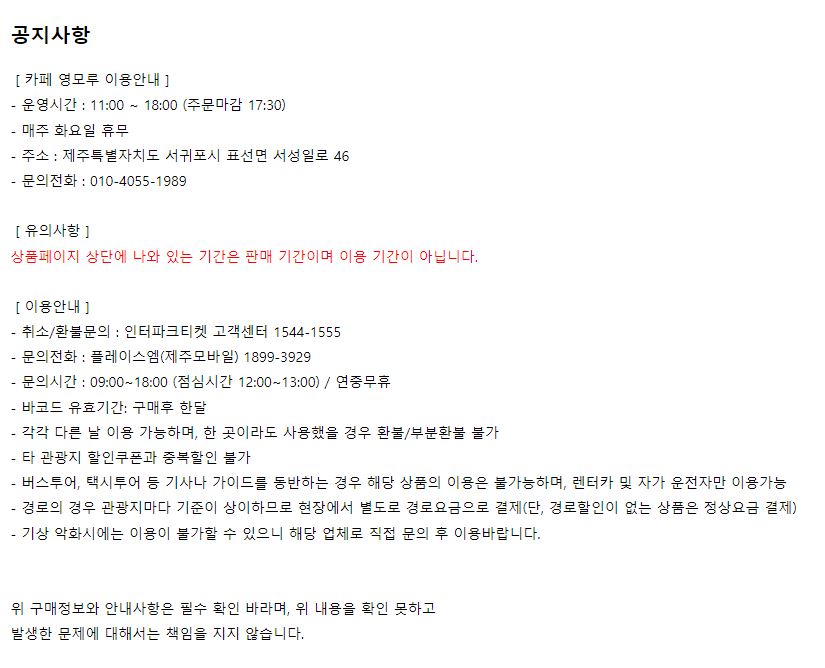 공지사항
[ 카페 영모루 이용안내 ]
- 운영시간 : 11:00 ~ 18:00 (주문마감 17:30)
- 매주 화요일 휴무
- 주소 : 제주특별자치도 서귀포시 표선면 서성일로 46
- 문의전화 : 010-4055-1989
[ 유의사항 ]
상품페이지 상단에 나와 있는 기간은 판매 기간이며 이용 기간이 아닙니다.
[ 이용안내 ]
- 취소/환불문의 : 인터파크티켓 고객센터 1544-1555
- 문의전화 : 플레이스엠(제주모바일) 1899-3929
- 문의시간 : 09:00~18:00 (점심시간 12:00~13:00) / 연중무휴
- 바코드 유효기간: 구매후 한달
- 각각 다른 날 이용 가능하며, 한 곳이라도 사용했을 경우 환불/부분환불 불가
- 타 관광지 할인쿠폰과 중복할인 불가
- 버스투어, 택시투어 등 기사나 가이드를 동반하는 경우 해당 상품의 이용은 불가능하며, 렌터카 및 자가 운전자만 이용가능
- 경로의 경우 관광지마다 기준이 상이하므로 현장에서 별도로 경로요금으로 결제(단, 경로할인이 없는 상품은 정상요금 결제)
- 기상 악화시에는 이용이 불가할 수 있으니 해당 업체로 직접 문의 후 이용바랍니다.
위 구매정보와 안내사항은 필수 확인 바라며, 위 내용을 확인 못하고
발생한 문제에 대해서는 책임을 지지 않습니다.